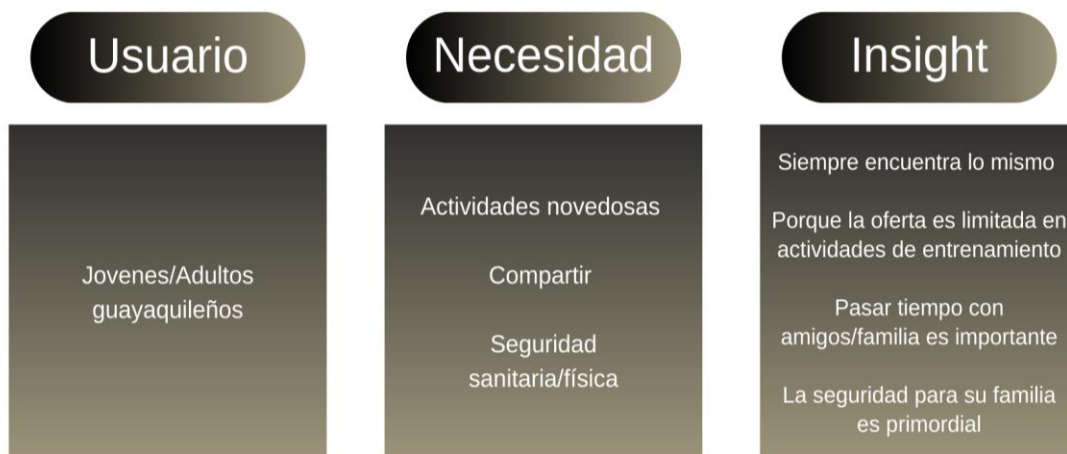 Usuario
Necesidad
Insight
Jovenes/Adultos
guayaquileños
Actividades novedosas
Compartir
Seguridad
sanitaria/física
Siempre encuentra lo mismo
Porque la oferta es limitada en
actividades de entrenamiento
Pasar tiempo con
amigos/familia es importante
La seguridad para su familia
es primordial